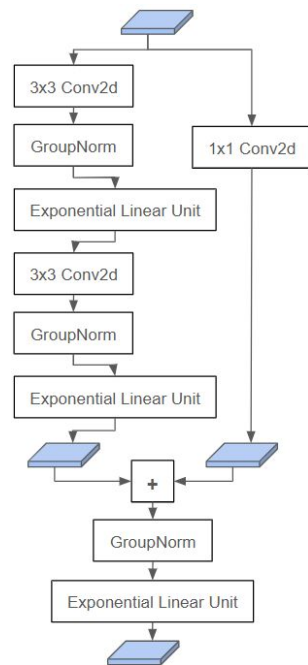 3x3 Conv2d
GroupNorm
1x1 Conv2d
Exponential Linear Unit
3x3 Conv2d
GroupNorm
Exponential Linear Unit
+
GroupNorm
Exponential Linear Unit